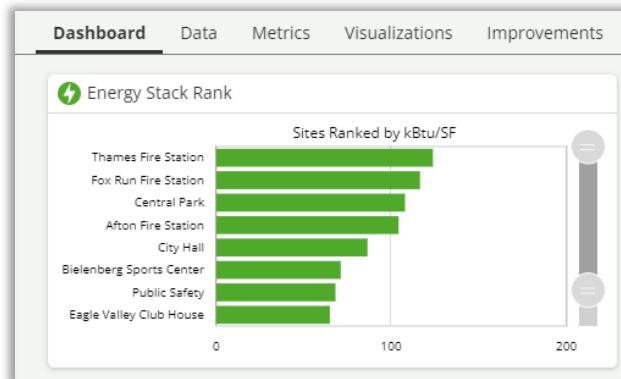 Dashboard Data Metrics Visualizations Improvements
Energy Stack Rank
Sites Ranked by kBtu/SF
Thames Fire Station
Fox Run Fire Station
Central Park
Afton Fire Station
City Hall
Bielenberg Sports Center
Public Safety
Eagle Valley Club House
0 100 200